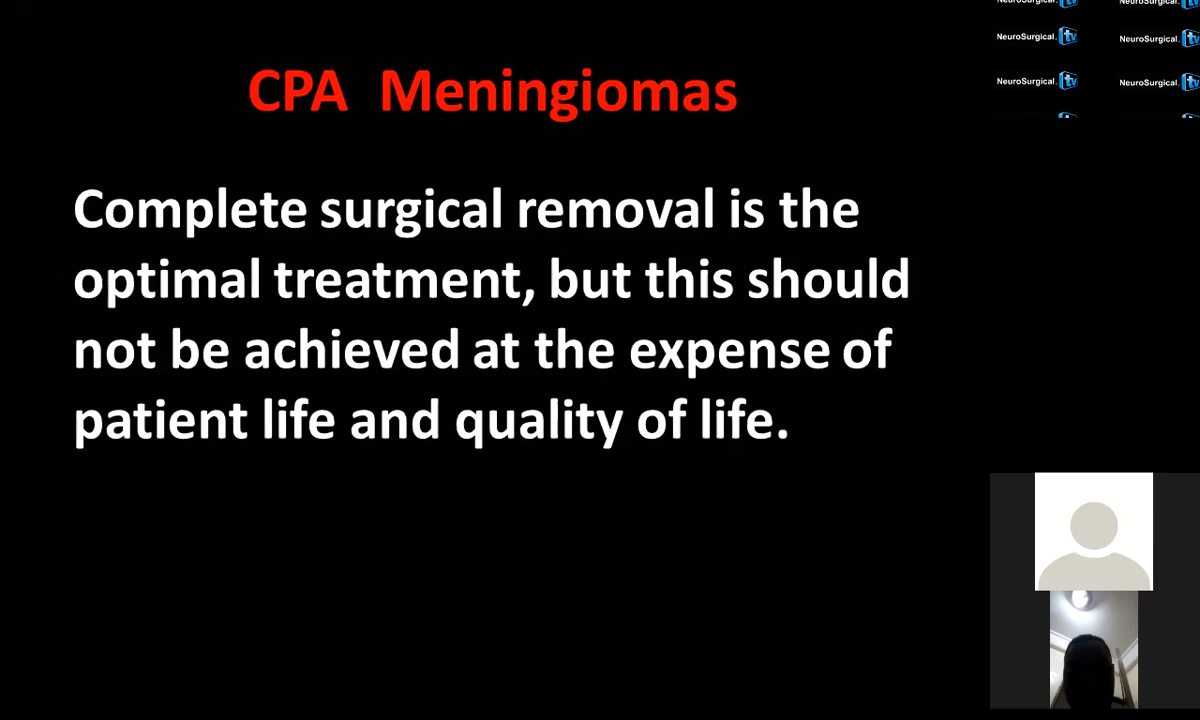 CPA Meningiomas
Complete surgical removal is the
optimal treatment, but this should
not be achieved at the expense of
patient life and quality of life.
NeuroSurgical. tv NeuroSurgical. tv
NeuroSurgical. tv NeuroSurgical. tv
NeuroSurgical. tv NeuroSurgical. tv